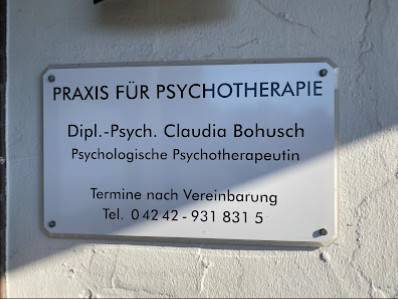 PRAXIS FÜR PSYCHOTHERAPIE
Dipl.-Psych. Claudia Bohusch
Psychologische Psychotherapeutin
Termine nach Vereinbarung
Tel. 0 42 42 - 931 831 5